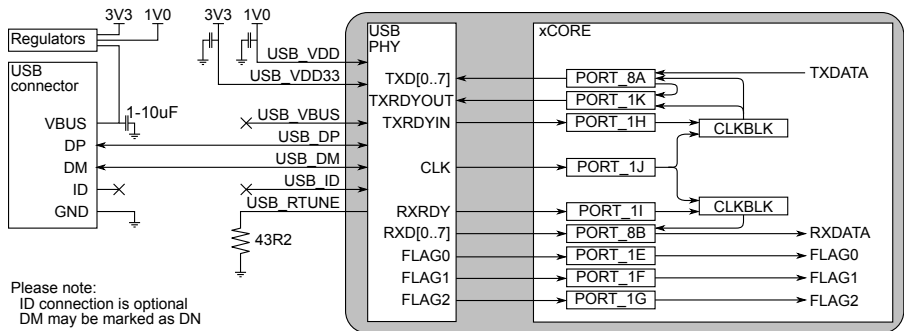 3V3 1V0
Regulators
USB
connector
VBUS
DP
DM
ID
GND
1-10uF
Please note:
ID connection is optional
DM may be marked as DN
3V3 1V0
USB_VDD
USB_VDD33
USB_VBUS
USB_DP
USB_DM
USB_ID
USB_RTUNE
43R2
USB
PHY
TXD[0..7]
TXRDYOUT
TXRDYIN
CLK
RXRDY
RXD[0..7]
FLAG0
FLAG1
FLAG2
xCORE
PORT_8A
PORT_1K
PORT_1H
PORT_1J
PORT_1I
PORT_8B
PORT_1E
PORT_1F
PORT_1G
CLKBLK
CLKBLK
TXDATA
RXDATA
FLAG0
FLAG1
FLAG2